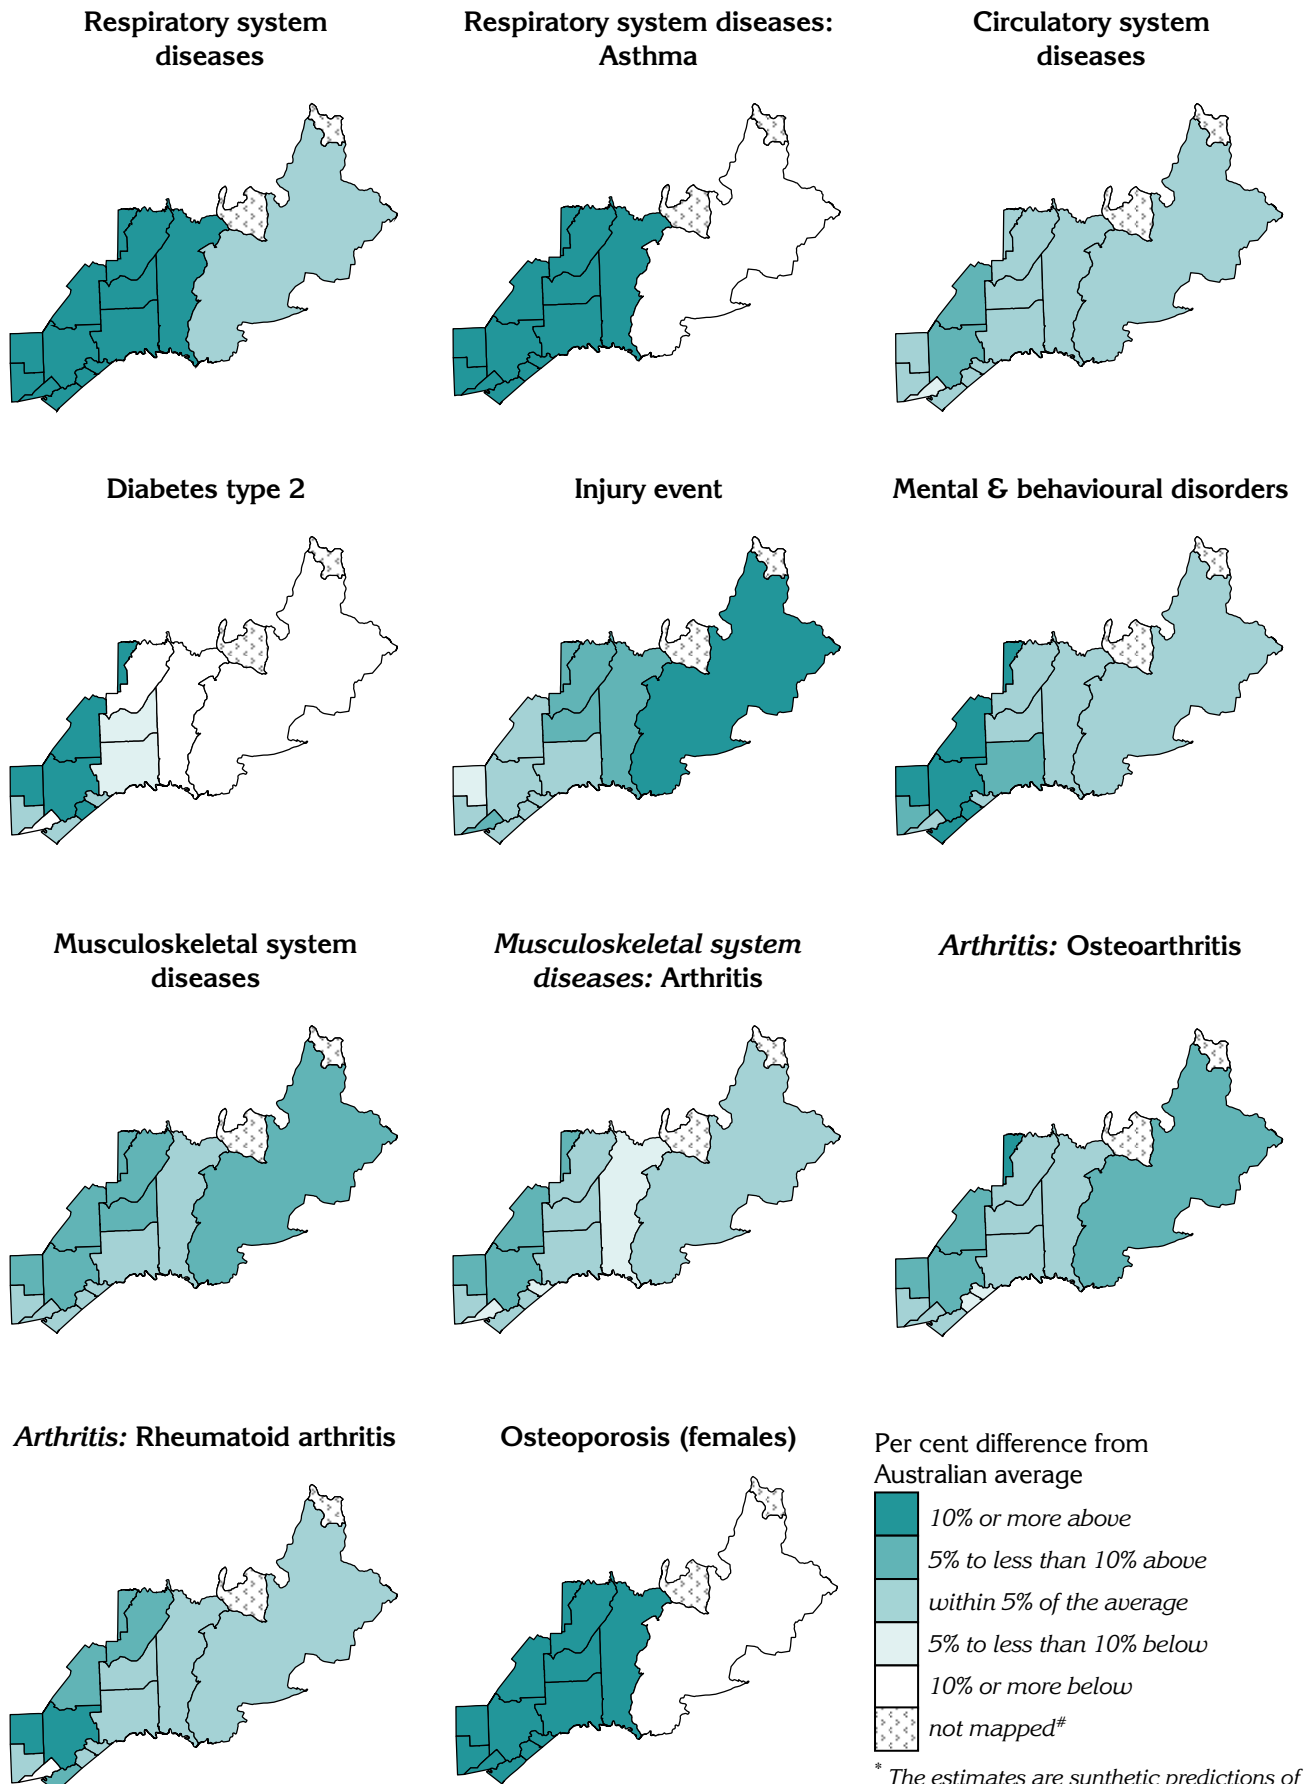 Respiratory system
diseases
Respiratory system diseases:
Asthma
Circulatory system
diseases
Diabetes type 2
Injury event
Mental & behavioural disorders
Musculoskeletal system
diseases
Musculoskeletal system
diseases: Arthritis
Arthritis: Osteoarthritis
Arthritis: Rheumatoid arthritis
Osteoporosis (females)
Per cent difference from
Australian average
10% or more above
5% to less than 10% above
within 5% of the average
5% to less than 10% below
10% or more below
not mapped#
* The estimates are synthetic predictions of